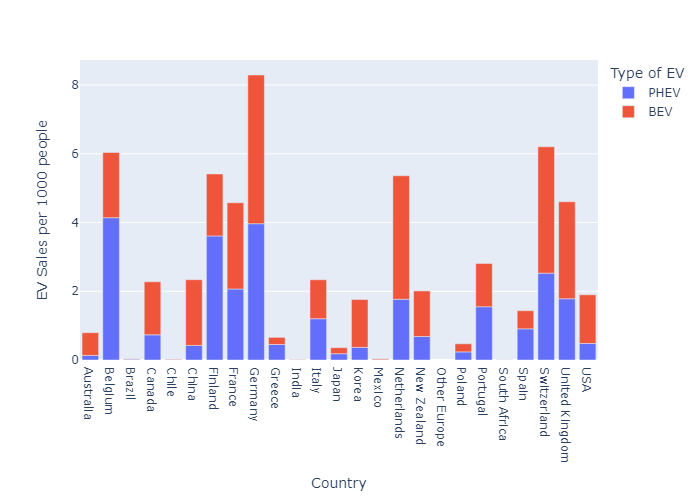 Type of EV
PHEV
BEV
EV Sales per 1000 people
8
6
4
2
0
Australia
Belgium
Brazil
Canada
Chile
China
Finland
France
Germany
Greece
India
Italy
Japan
Korea
Mexico
Netherlands
New Zealand
Other Europe
Poland
Portugal
South Africa
Spain
Switzerland
United Kingdom
USA
Country